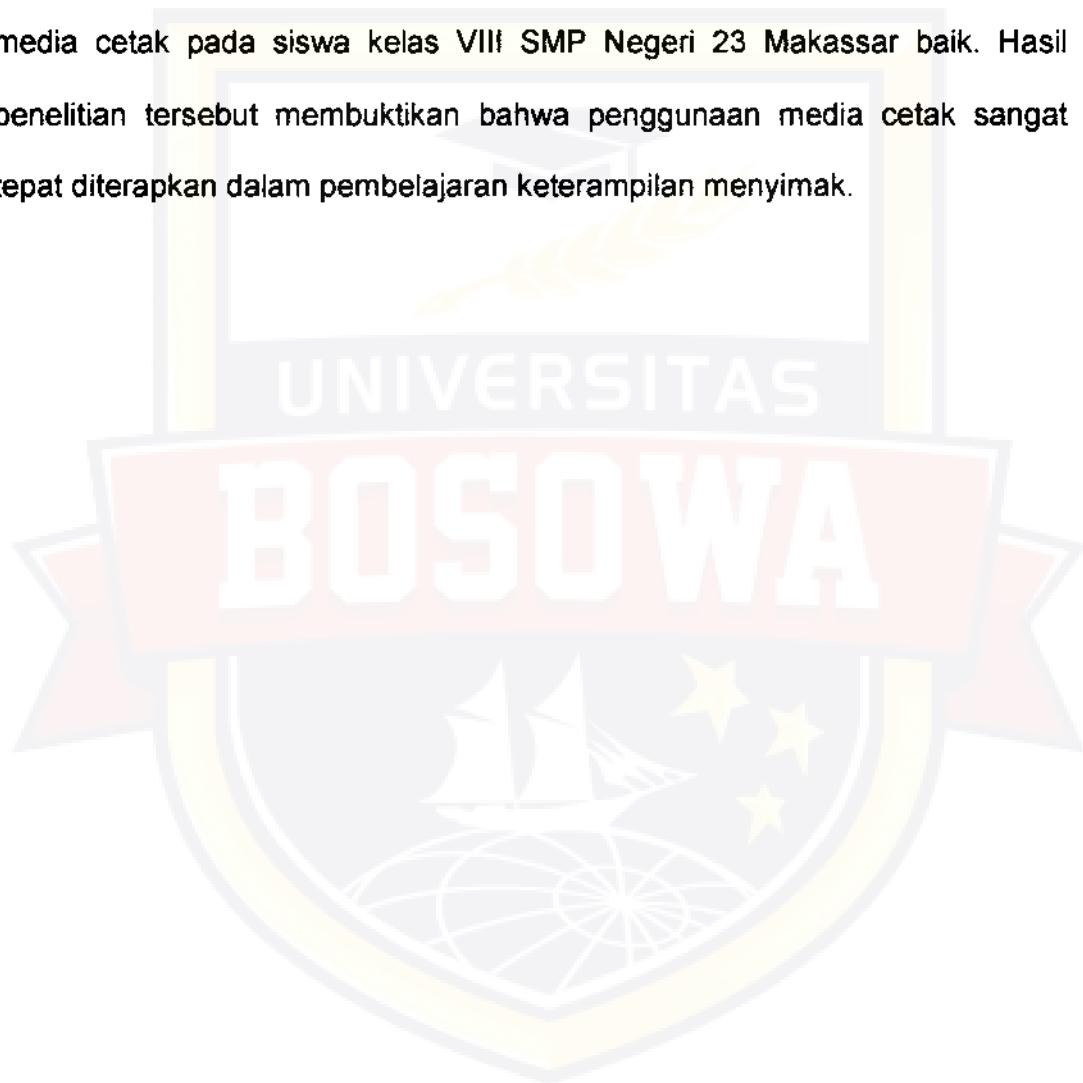 media cetak pada siswa kelas VIII SMP Negeri 23 Makassar baik. Hasil
penelitian tersebut membuktikan bahwa penggunaan media cetak sangat
tepat diterapkan dalam pembelajaran keterampilan menyimak.
UNIVERSITAS
BOSOWA